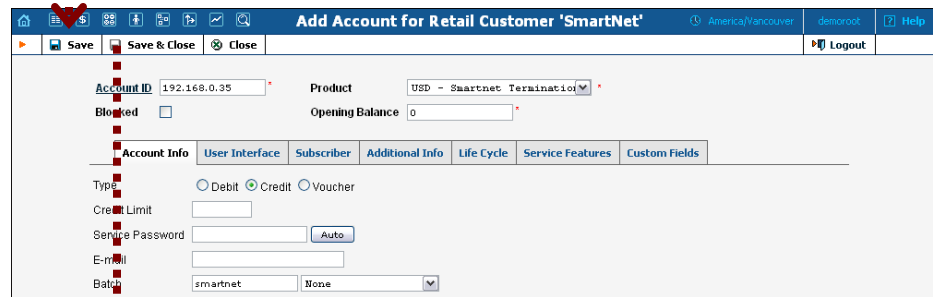 Add Account for Retail Customer 'SmartNet' America/Vancouver demoroot ? Help
Save Save & Close Close Logout
Account ID 192.168.0.35 * Product USD - Smartnet Termination *
Blocked Opening Balance 0 *
Account Info User Interface Subscriber Additional Info Life Cycle Service Features Custom Fields
Type Debit Credit Voucher
Credit Limit
Service Password Auto
E-mail
Batch smartnet None